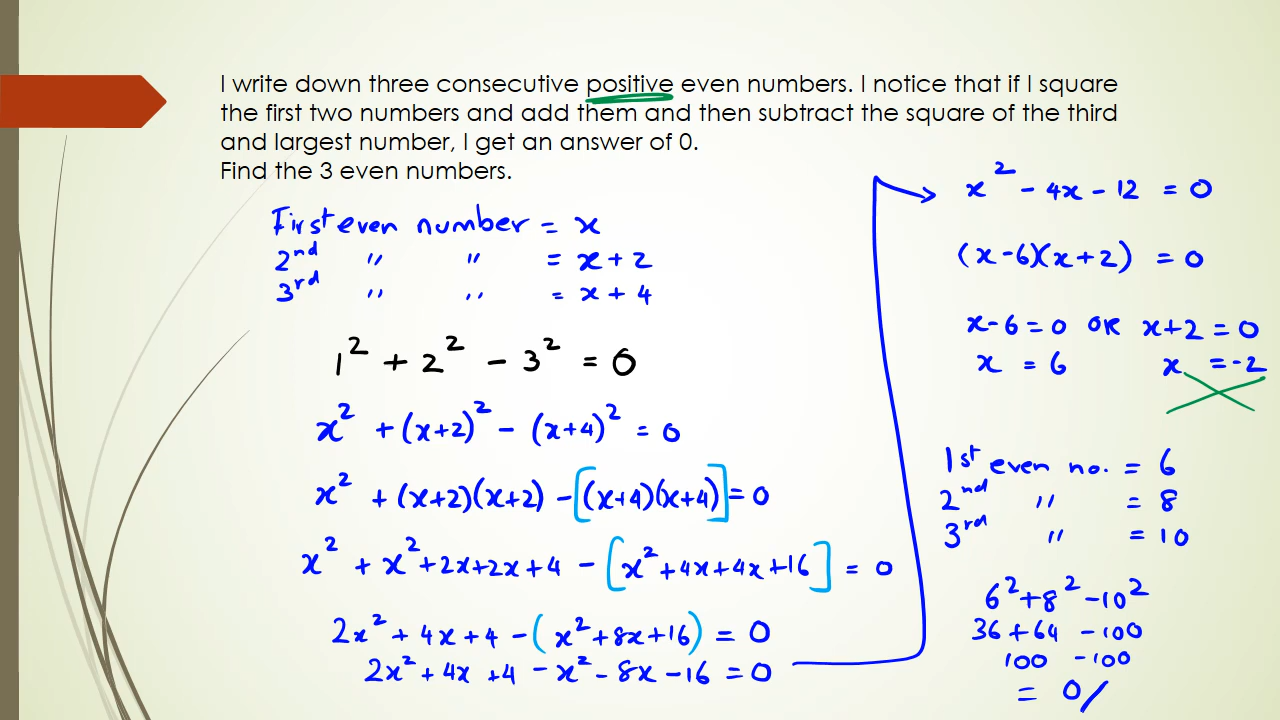 I write down three consecutive positive even numbers. I notice that if I square
the first two numbers and add them and then subtract the square of the third
and largest number, I get an answer of 0.
Find the 3 even numbers.
First even number = x
2nd " " = x + 2
3rd " " = x + 4
1² + 2² - 3² = 0
x² + (x+2)² - (x+4)² = 0
x² + (x+2)(x+2) - [(x+4)(x+4)] = 0
x² + x² + 2x + 2x + 4 - [x² + 4x + 4x + 16] = 0
2x² + 4x + 4 - (x² + 8x + 16) = 0
2x² + 4x + 4 - x² - 8x - 16 = 0
x² - 4x - 12 = 0
(x-6)(x+2) = 0
x-6=0 OR x+2=0
x = 6 x = -2
1st even no. = 6
2nd " = 8
3rd " = 10
6² + 8² - 10²
36 + 64 - 100
100 - 100
= 0/